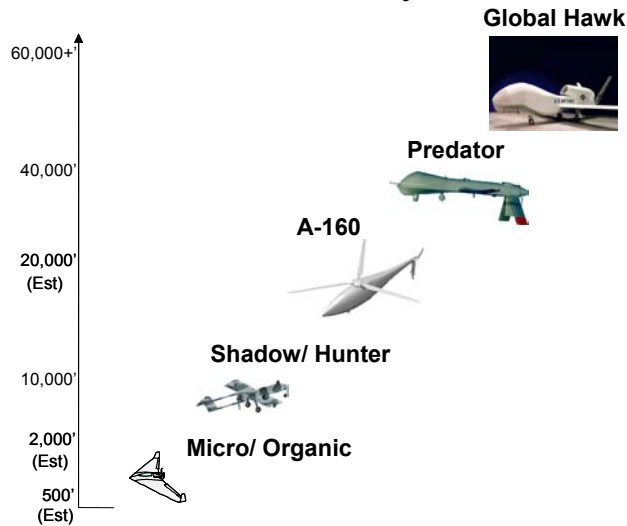 Global Hawk
60,000+'
Predator
40,000'
A-160
20,000'
(Est)
Shadow/ Hunter
10,000'
2,000'
(Est)
Micro/ Organic
500'
(Est)